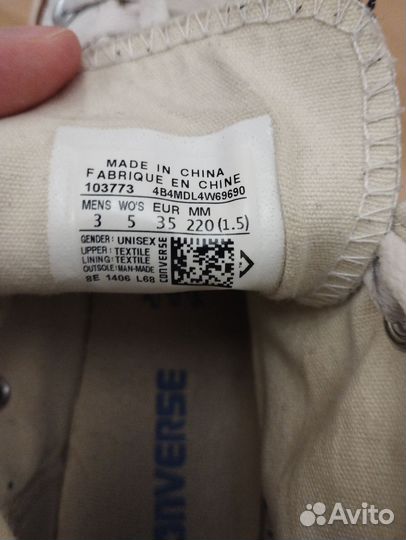 MADE IN CHINA
FABRIQUE EN CHINE
103773 4B4MDL4W69690
MENS WO'S EUR MM
3 5 35 220 (1.5)
GENDER: UNISEX
UPPER: TEXTILE
LINING: TEXTILE
OUTSOLE: MAN-MADE
8E 1406 L68
CONVERSE
CONVERSE
Avito